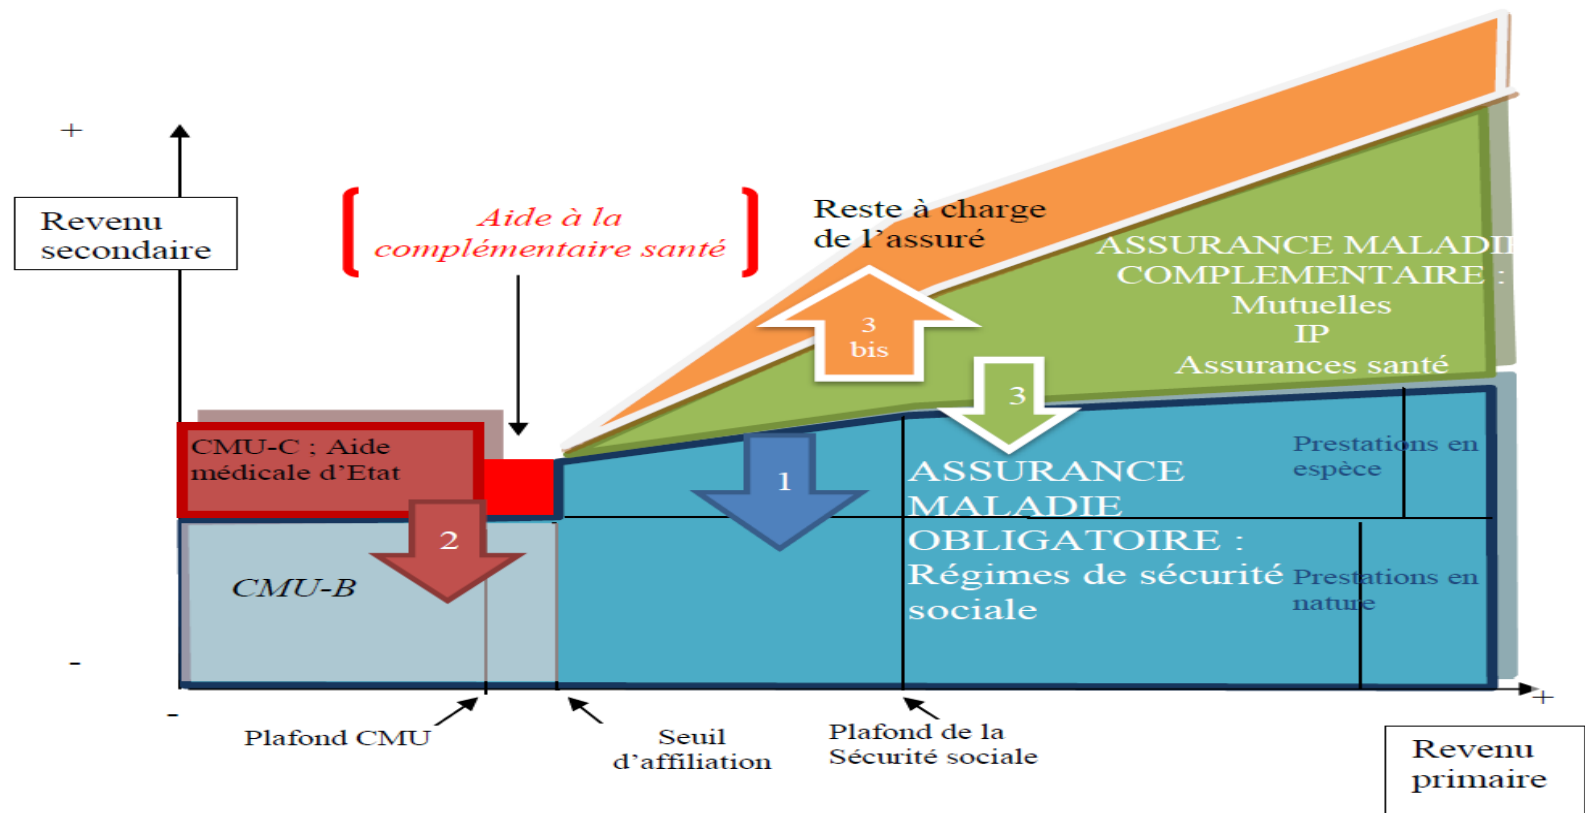 +
Revenu
secondaire
Aide à la
complémentaire santé
Reste à charge
de l’assuré
ASSURANCE MALADIE
COMPLEMENTAIRE :
Mutuelles
IP
Assurances santé
3
bis
3
CMU-C ; Aide
médicale d’Etat
1
Prestations en
espèce
ASSURANCE
MALADIE
OBLIGATOIRE :
Régimes de sécurité
sociale
2
CMU-B
Prestations en
nature
-
-
+
Plafond CMU
Seuil
d’affiliation
Plafond de la
Sécurité sociale
Revenu
primaire